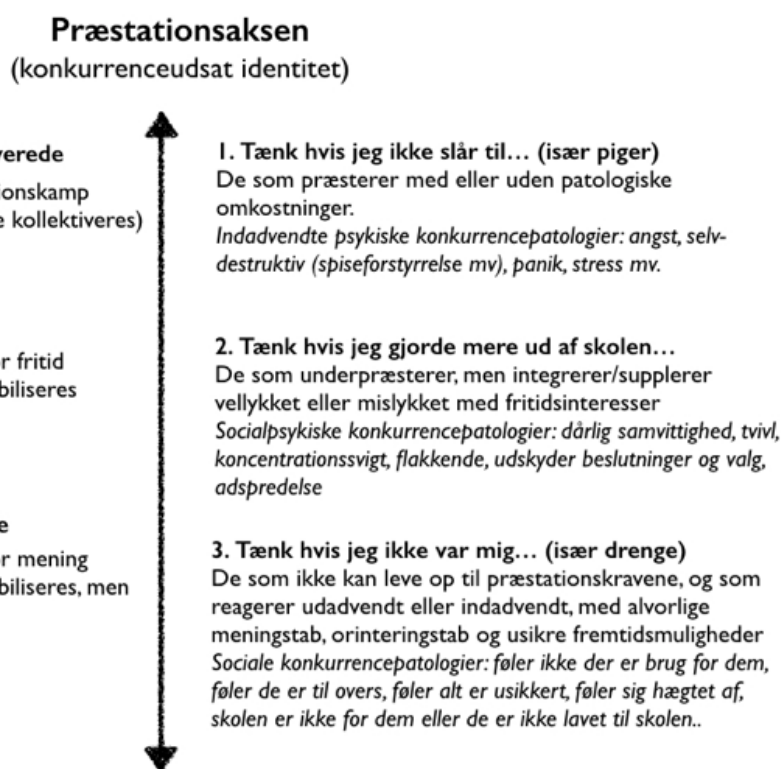 Præstationsaksen
(konkurrenceudsat identitet)
1. Tænk hvis jeg ikke slår til... (især piger)
De som præsterer med eller uden patologiske
omkostninger.
Indadvendte psykiske konkurrencepatologier: angst, selv-
destruktiv (spiseforstyrrelse mv), panik, stress mv.
kollektiveres)
2. Tænk hvis jeg gjorde mere ud af skolen...
De som underpræsterer, men integrerer/supplerer
vellykket eller mislykket med fritidsinteresser
Socialpsykiske konkurrencepatologier: dårlig samvittighed, tvivl,
koncentrationssvigt, flakkende, udskyder beslutninger og valg,
adspredelse
fritid
3. Tænk hvis jeg ikke var mig... (især drenge)
De som ikke kan leve op til præstationskravene, og som
reagerer udadvendt eller indadvendt, med alvorlige
meningstab, orinteringstab og usikre fremtidsmuligheder
Sociale konkurrencepatologier: føler ikke der er brug for dem,
føler de er til overs, føler alt er usikkert, føler sig hægtet af,
skolen er ikke for dem eller de er ikke lavet til skolen..
mening
men